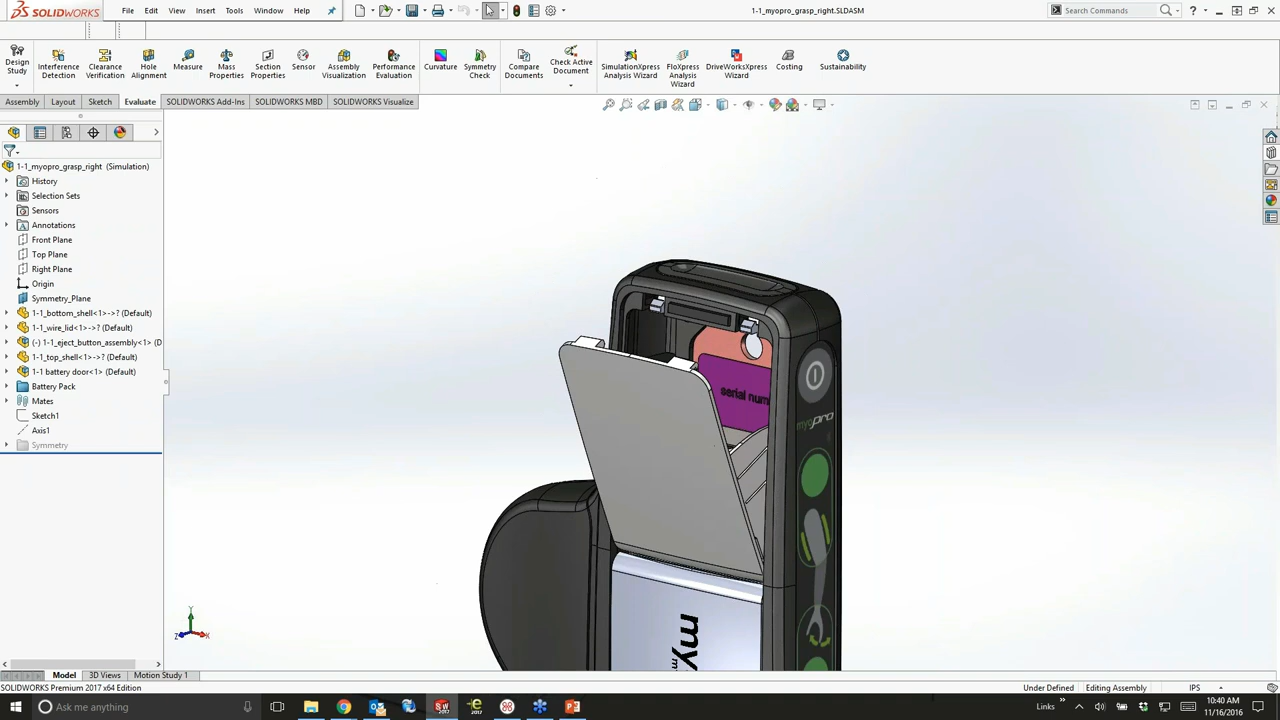 SOLIDWORKS File Edit View Insert Tools Window Help 1-1_myopro_grasp_right.SLDASM Search Commands
Design Study
Interference Detection
Clearance Verification
Hole Alignment
Measure
Mass Properties
Section Properties
Sensor
Assembly Visualization
Performance Evaluation
Curvature
Symmetry Check
Compare Documents
Check Active Document
SimulationXpress Analysis Wizard
FloXpress Analysis Wizard
DriveWorksXpress Wizard
Costing
Sustainability
Assembly Layout Sketch Evaluate SOLIDWORKS Add-Ins SOLIDWORKS MBD SOLIDWORKS Visualize
1-1_myopro_grasp_right (Simulation)
History
Selection Sets
Sensors
Annotations
Front Plane
Top Plane
Right Plane
Origin
Symmetry_Plane
1-1_bottom_shell<1>->? (Default)
1-1_wire_lid<1>->? (Default)
(-) 1-1_eject_button_assembly<1> (D
1-1_top_shell<1>->? (Default)
1-1 battery door<1> (Default)
Battery Pack
Mates
Sketch1
Axis1
Symmetry
serial num
myopro
my
Y
Z
X
Model 3D Views Motion Study 1
SOLIDWORKS Premium 2017 x64 Edition Under Defined Editing Assembly IPS
Ask me anything Links 10:40 AM
11/16/2016